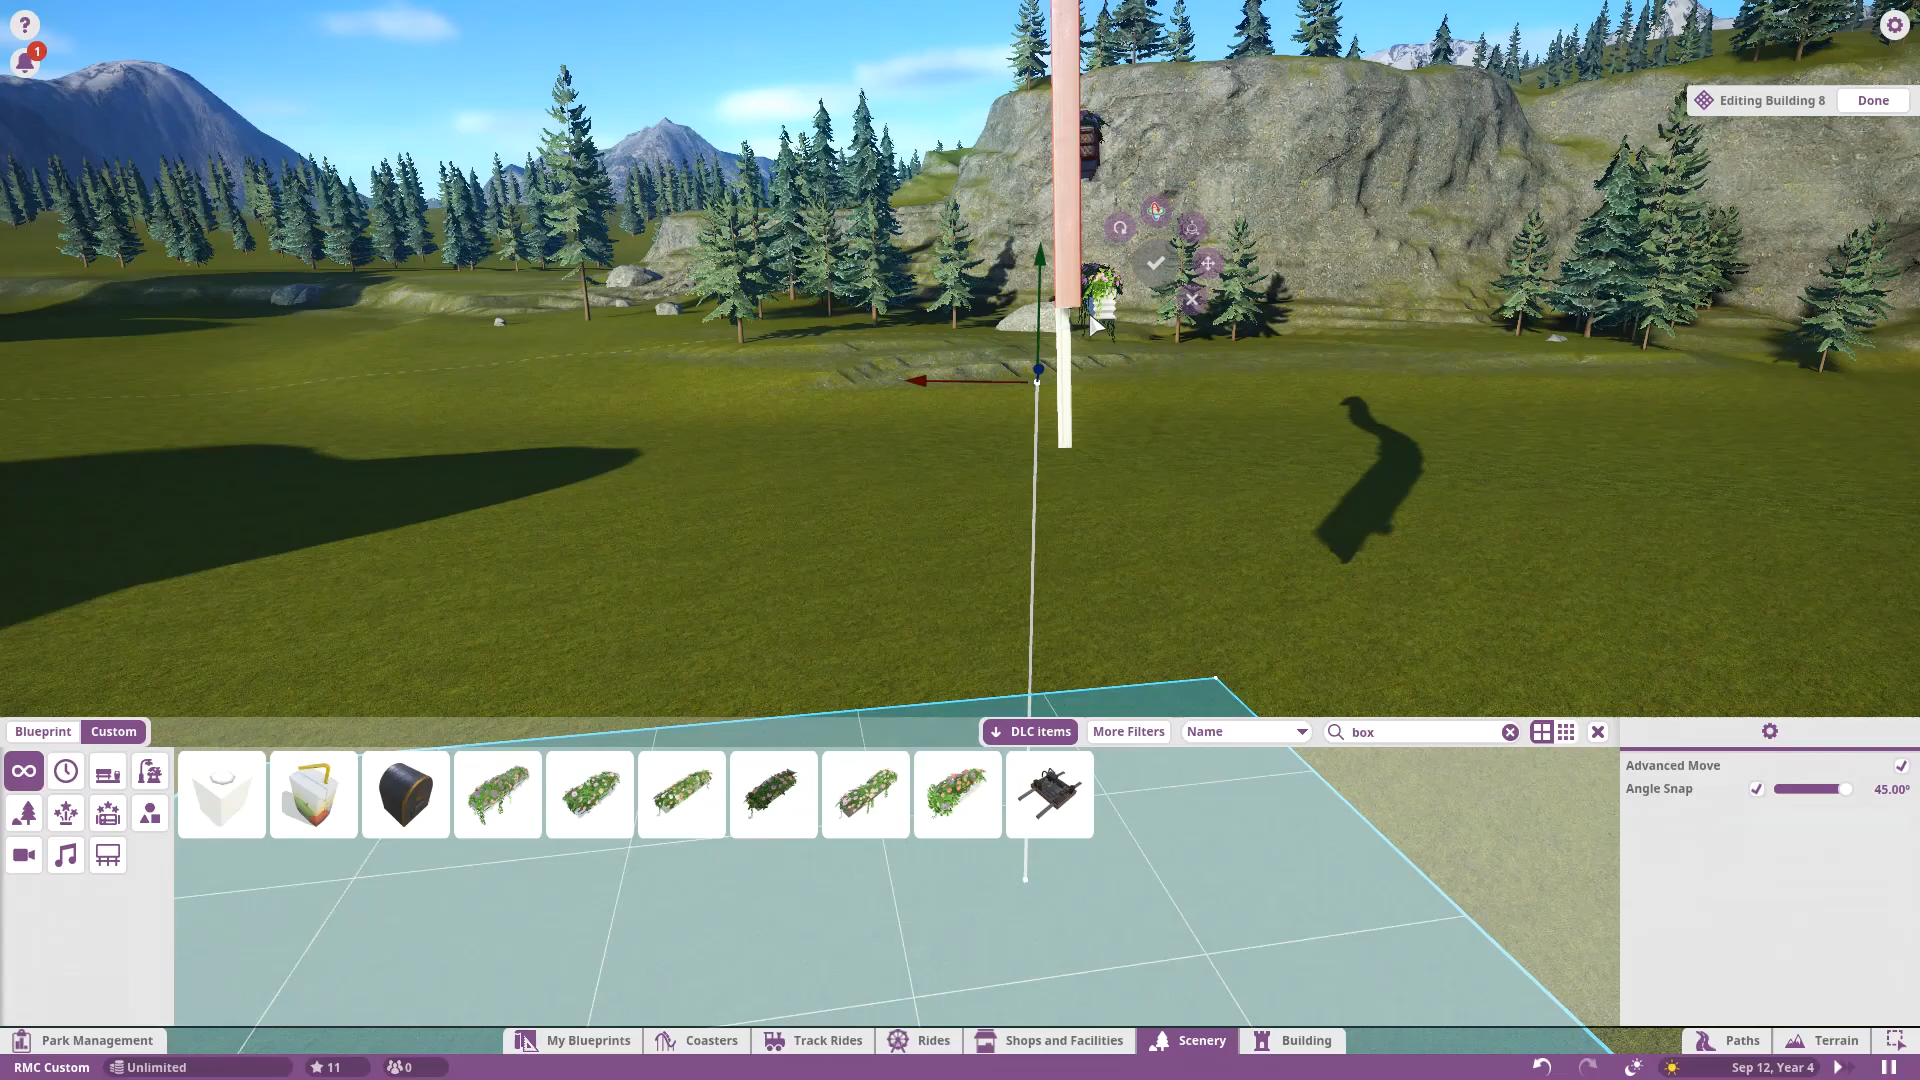 ?
1
Editing Building 8
Done
Blueprint
Custom
DLC items
More Filters
Name
box
Advanced Move
Angle Snap
45.00°
Park Management
My Blueprints
Coasters
Track Rides
Rides
Shops and Facilities
Scenery
Building
Paths
Terrain
RMC Custom
Unlimited
11
0
Sep 12, Year 4